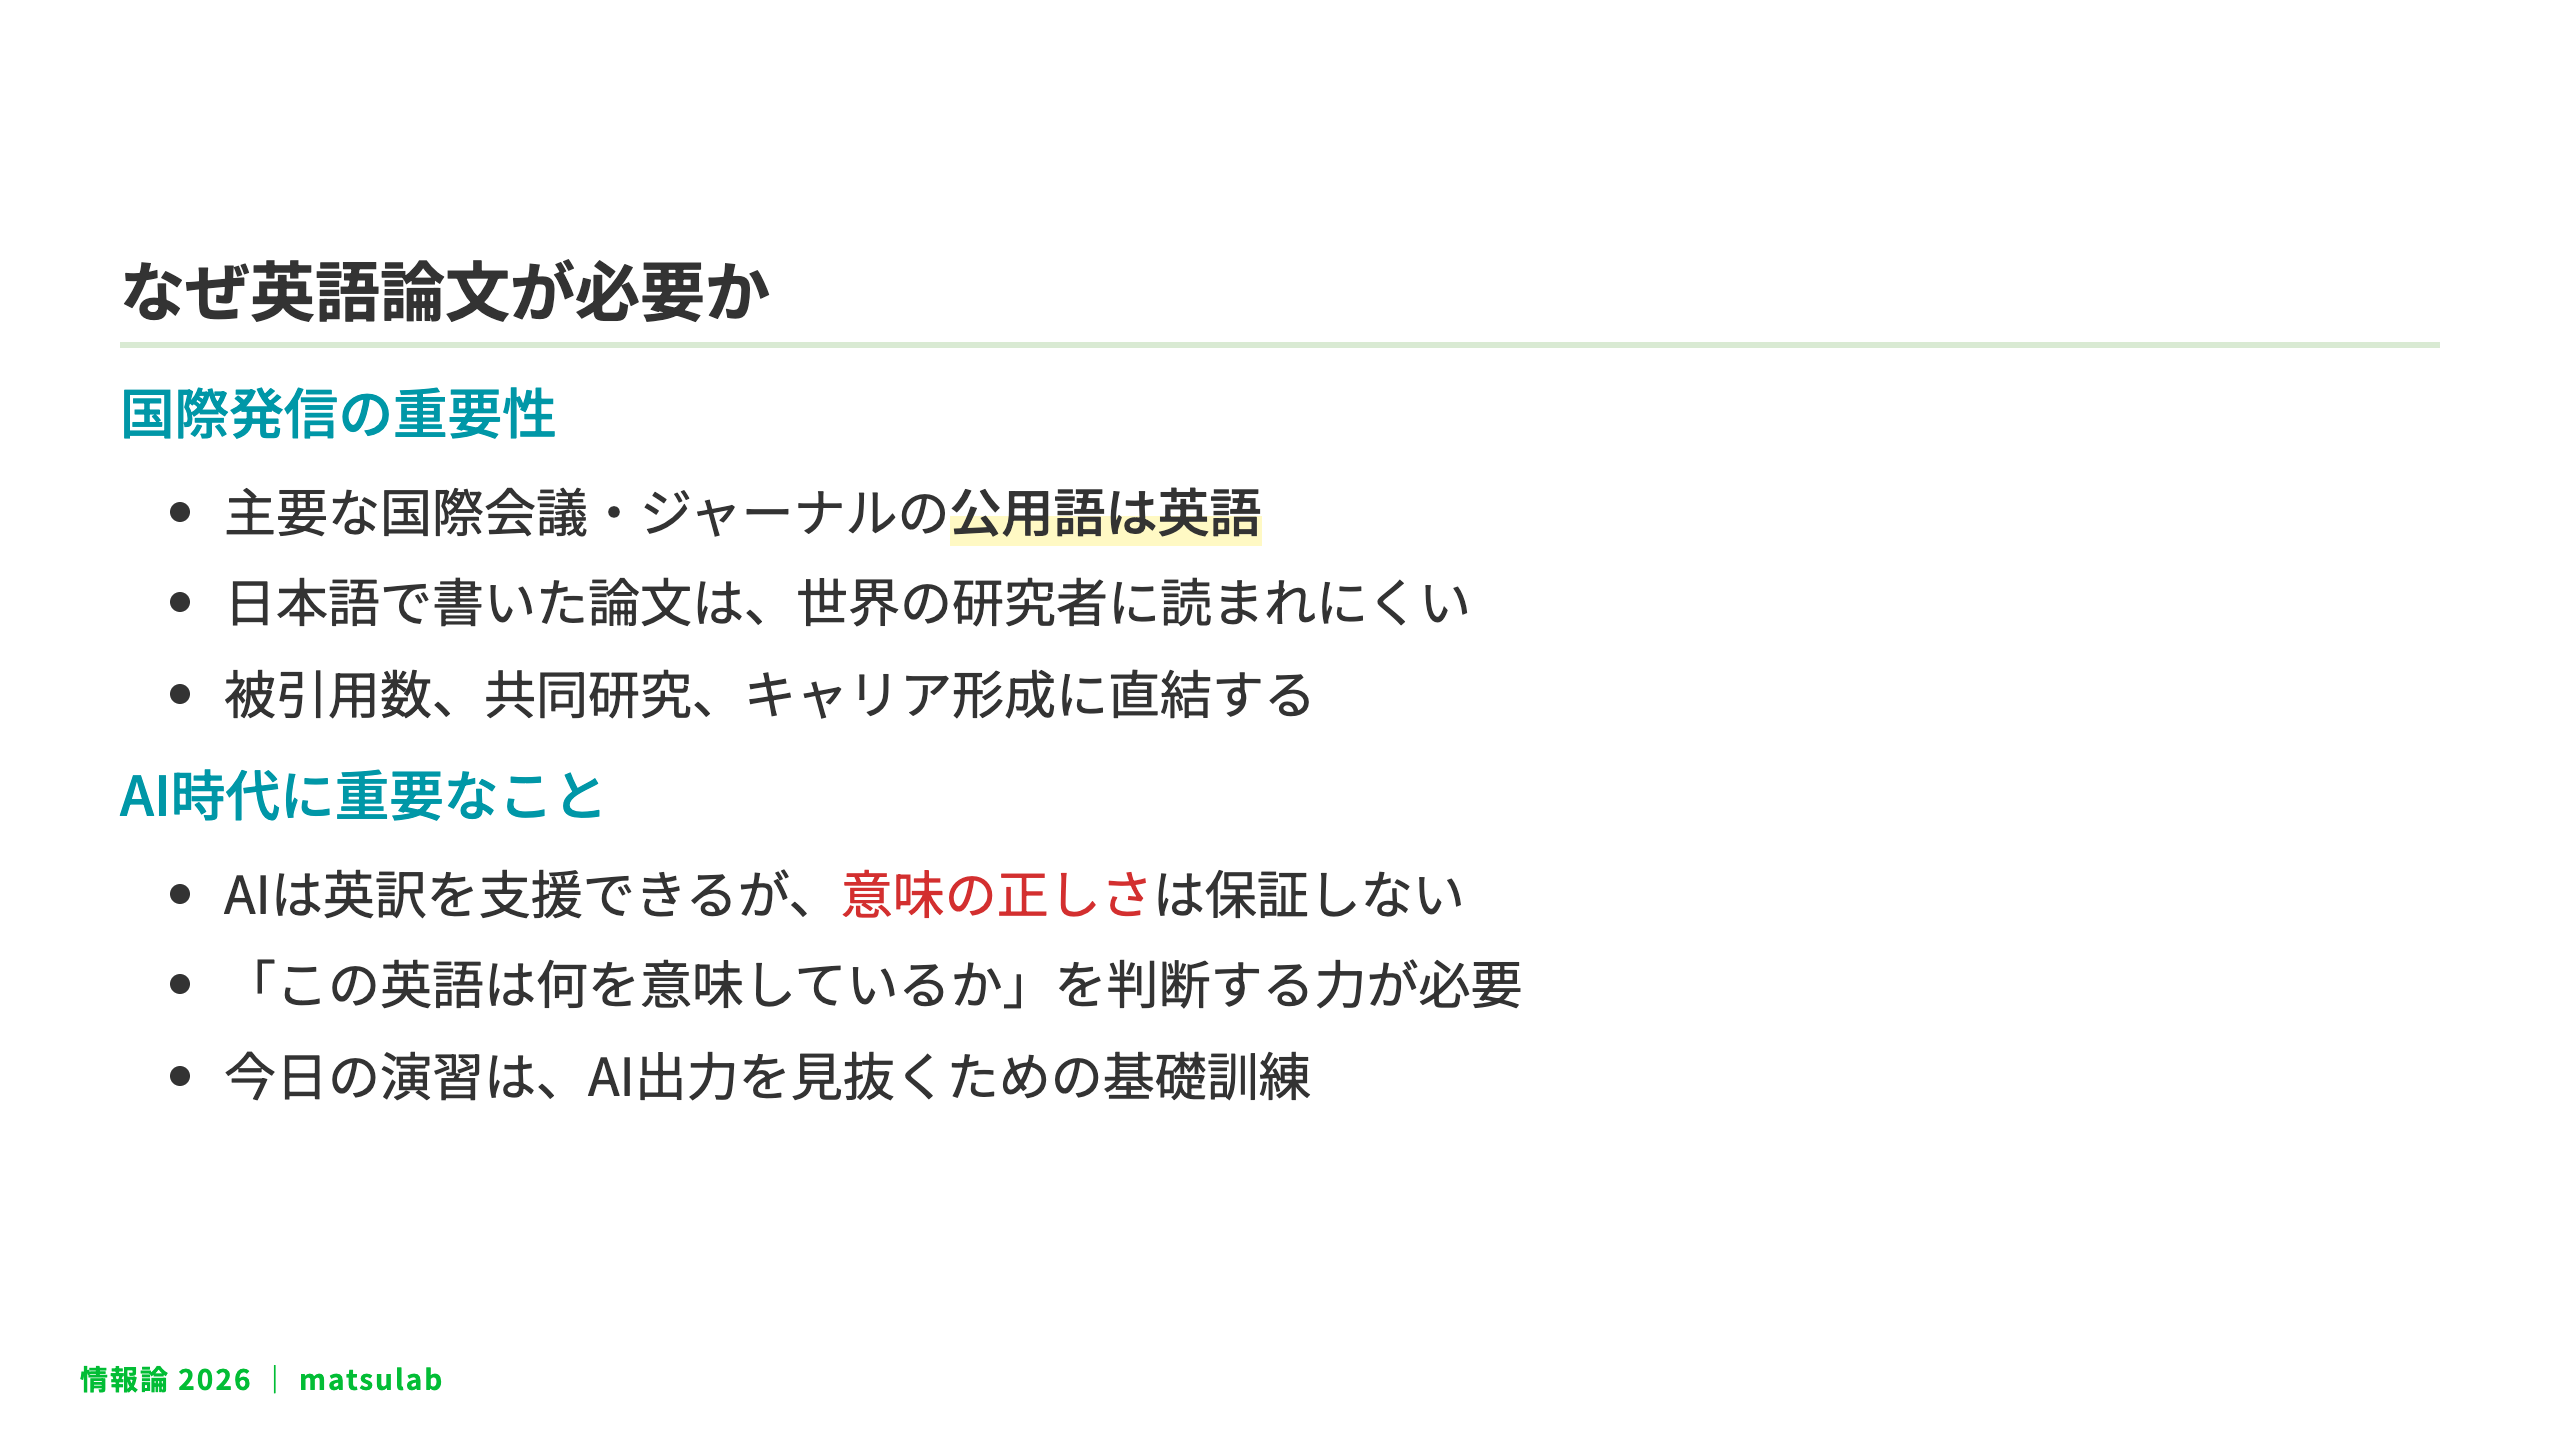 なぜ英語論文が必要か
国際発信の重要性
• 主要な国際会議・ジャーナルの公用語は英語
• 日本語で書いた論文は、世界の研究者に読まれにくい
• 被引用数、共同研究、キャリア形成に直結する
AI時代に重要なこと
• AIは英訳を支援できるが、意味の正しさは保証しない
• 「この英語は何を意味しているか」を判断する力が必要
• 今日の演習は、AI出力を見抜くための基礎訓練
情報論 2026 ｜ matsulab